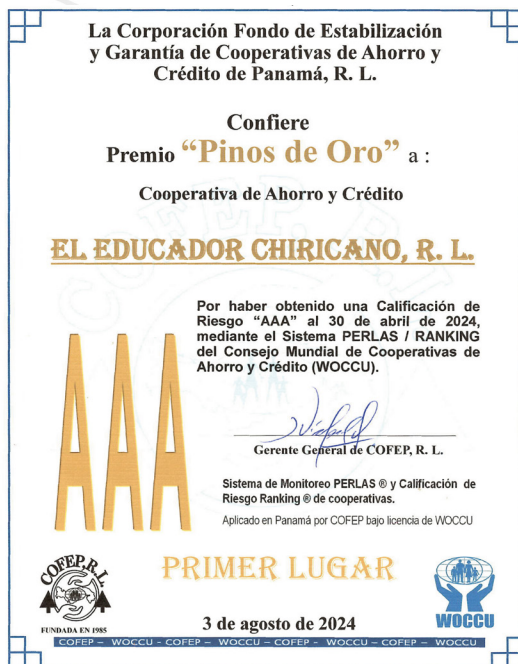 La Corporación Fondo de Estabilización
y Garantía de Cooperativas de Ahorro y
Crédito de Panamá, R. L.
Confiere
Premio “Pinos de Oro” a :
Cooperativa de Ahorro y Crédito
EL EDUCADOR CHIRICANO, R. L.
Por haber obtenido una Calificación de
Riesgo “AAA” al 30 de abril de 2024,
mediante el Sistema PERLAS / RANKING
del Consejo Mundial de Cooperativas de
Ahorro y Crédito (WOCCU).
AAA
Gerente General de COFEP, R. L.
Sistema de Monitoreo PERLAS ® y Calificación de
Riesgo Ranking ® de cooperativas.
Aplicado en Panamá por COFEP bajo licencia de WOCCU
PRIMER LUGAR
COFEP, R.L.
FUNDADA EN 1985
3 de agosto de 2024
WOCCU
COFEP – WOCCU - COFEP – WOCCU – COFEP - WOCCU – COFEP – WOCCU